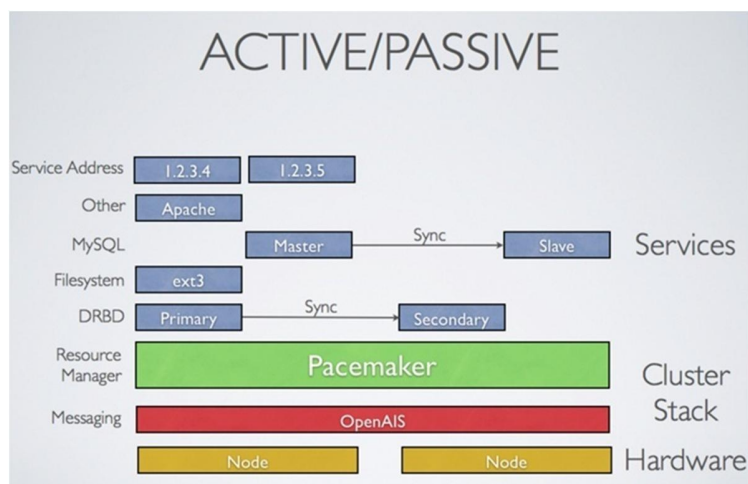 ACTIVE/PASSIVE
Service Address 1.2.3.4 1.2.3.5
Other Apache
MySQL Master Sync Slave Services
Filesystem ext3
DRBD Primary Sync Secondary
Resource
Manager
Pacemaker
Cluster
Stack
Messaging OpenAIS
Node Node Hardware